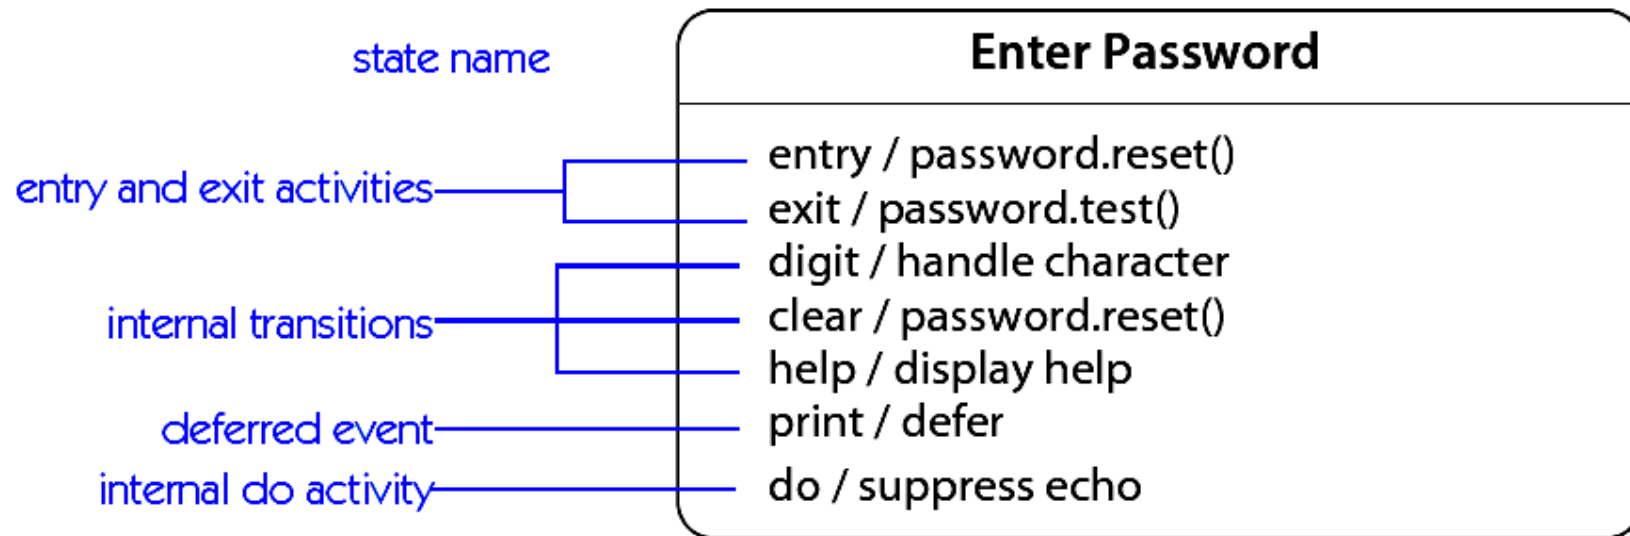 state name
Enter Password
entry and exit activities
entry / password.reset()
exit / password.test()
internal transitions
digit / handle character
clear / password.reset()
help / display help
deferred event
print / defer
internal do activity
do / suppress echo